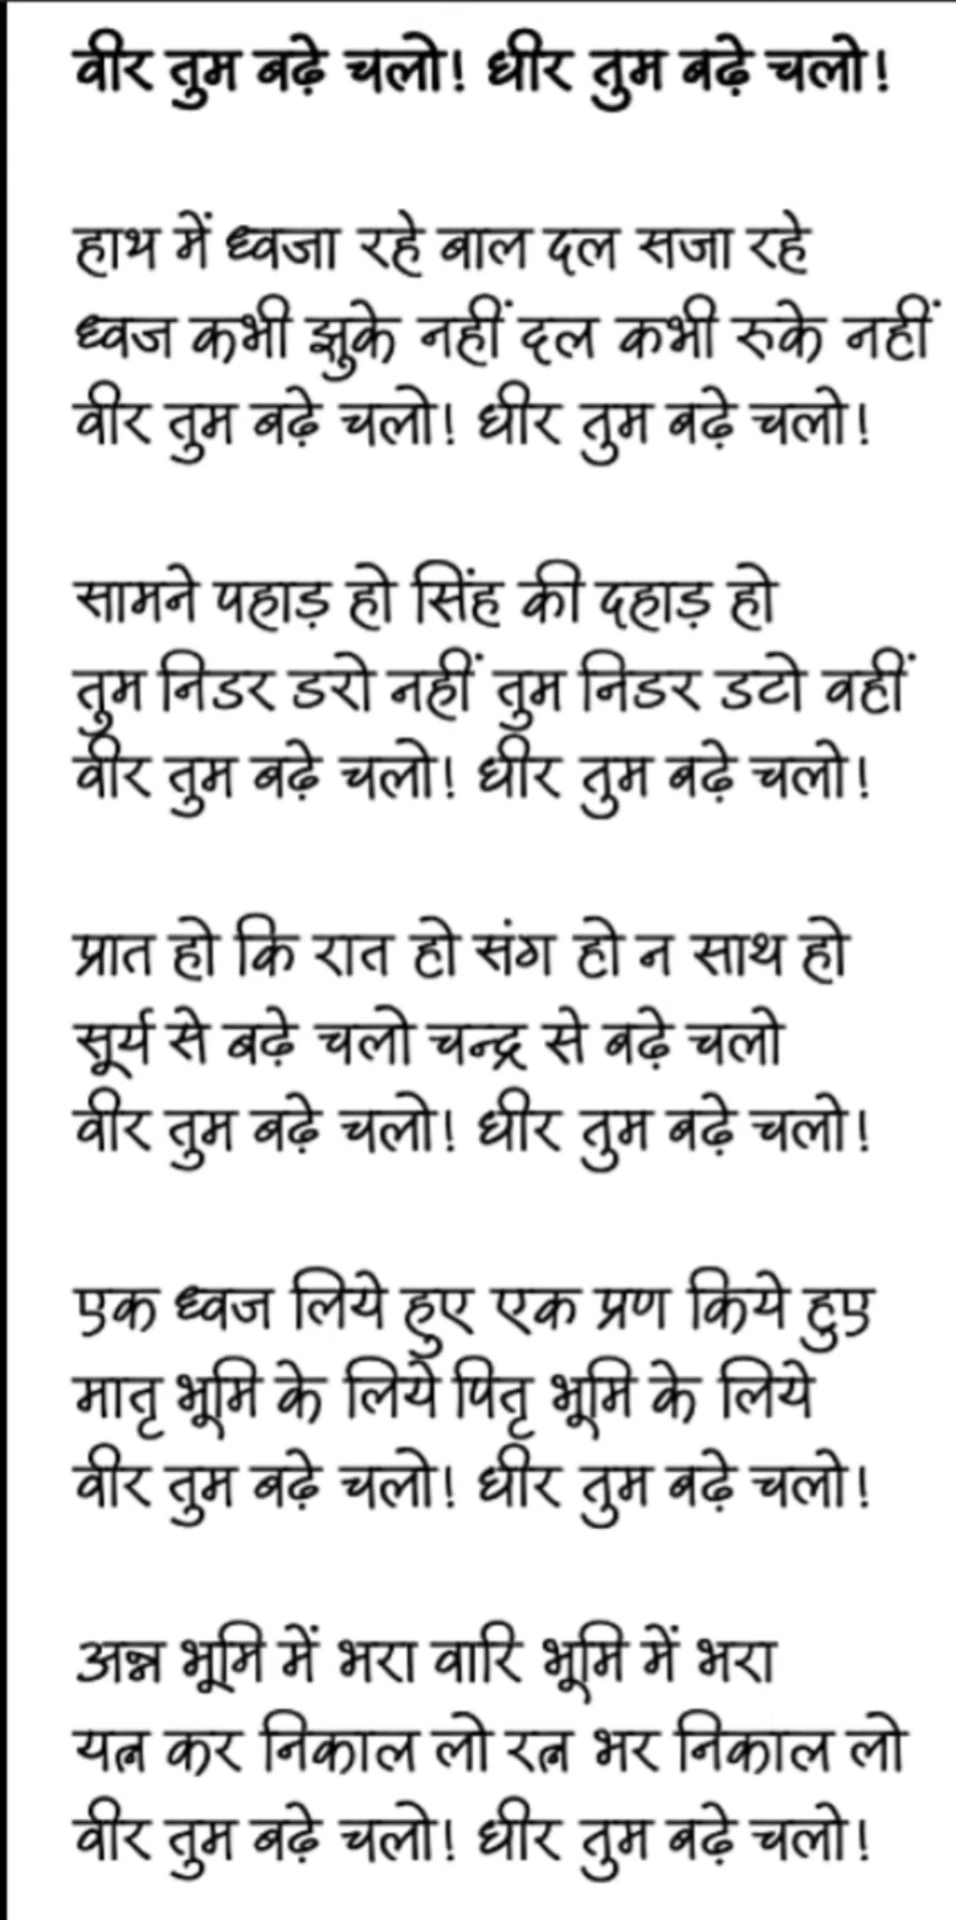 वीर तुम बढ़े चलो! धीर तुम बढ़े चलो!
हाथ में ध्वजा रहे बाल दल सजा रहे
ध्वज कभी झुके नहीं दल कभी रुके नहीं
वीर तुम बढ़े चलो! धीर तुम बढ़े चलो!
सामने पहाड़ हो सिंह की दहाड़ हो
तुम निडर डरो नहीं तुम निडर डटो वहीं
वीर तुम बढ़े चलो! धीर तुम बढ़े चलो!
प्रात हो कि रात हो संग हो न साथ हो
सूर्य से बढ़े चलो चन्द्र से बढ़े चलो
वीर तुम बढ़े चलो! धीर तुम बढ़े चलो!
एक ध्वज लिये हुए एक प्रण किये हुए
मातृ भूमि के लिये पितृ भूमि के लिये
वीर तुम बढ़े चलो! धीर तुम बढ़े चलो!
अन्न भूमि में भरा वारि भूमि में भरा
यत्न कर निकाल लो रत्न भर निकाल लो
वीर तुम बढ़े चलो! धीर तुम बढ़े चलो!